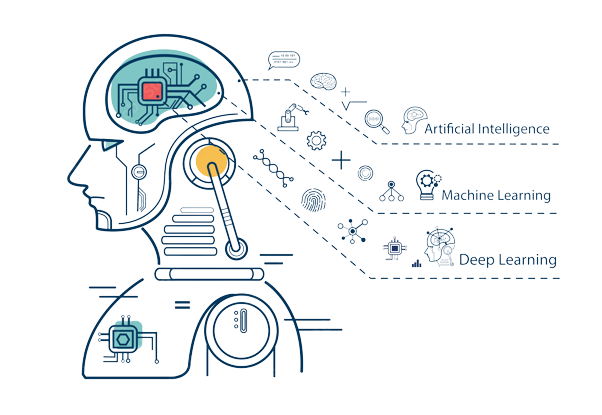 Artificial Intelligence
Machine Learning
Deep Learning